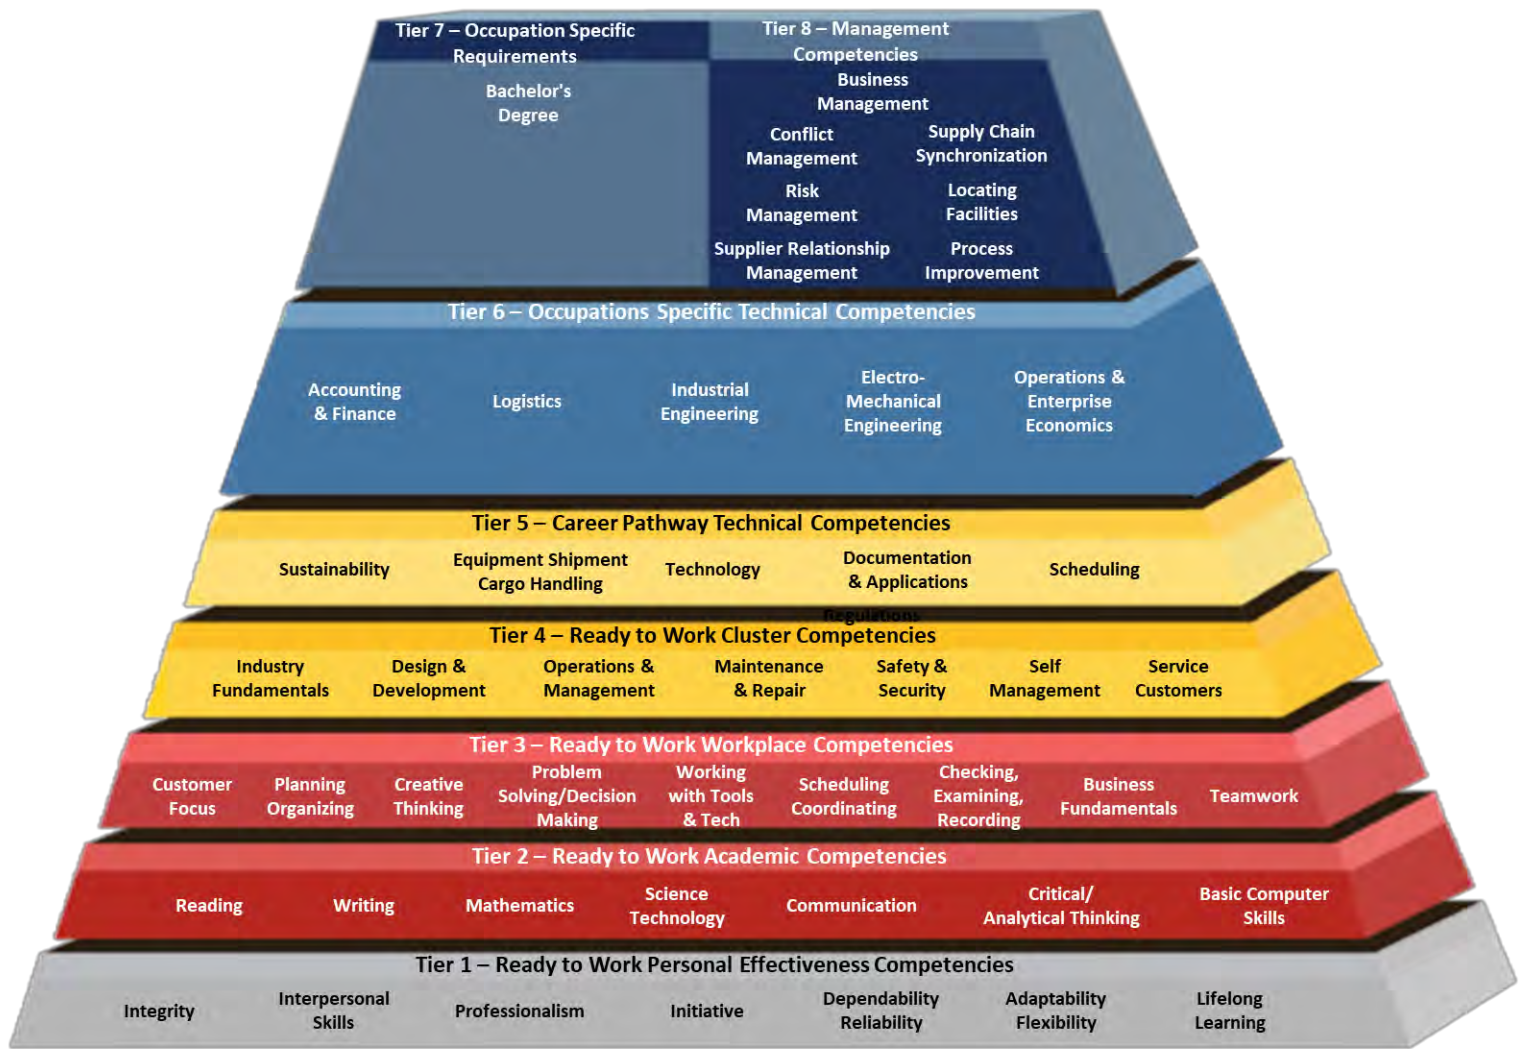 Tier 7 – Occupation Specific
Requirements
Bachelor's
Degree
Tier 8 – Management
Competencies
Business
Management
Conflict
Management
Supply Chain
Synchronization
Risk
Management
Locating
Facilities
Supplier Relationship
Management
Process
Improvement
Tier 6 – Occupations Specific Technical Competencies
Accounting
& Finance
Logistics
Industrial
Engineering
Electro-
Mechanical
Engineering
Operations &
Enterprise
Economics
Tier 5 – Career Pathway Technical Competencies
Sustainability
Equipment Shipment
Cargo Handling
Technology
Documentation
& Applications
Regulations
Scheduling
Tier 4 – Ready to Work Cluster Competencies
Industry
Fundamentals
Design &
Development
Operations &
Management
Maintenance
& Repair
Safety &
Security
Self
Management
Service
Customers
Tier 3 – Ready to Work Workplace Competencies
Customer
Focus
Planning
Organizing
Creative
Thinking
Problem
Solving/Decision
Making
Working
with Tools
& Tech
Scheduling
Coordinating
Checking,
Examining,
Recording
Business
Fundamentals
Teamwork
Tier 2 – Ready to Work Academic Competencies
Reading
Writing
Mathematics
Science
Technology
Communication
Critical/
Analytical Thinking
Basic Computer
Skills
Tier 1 – Ready to Work Personal Effectiveness Competencies
Integrity
Interpersonal
Skills
Professionalism
Initiative
Dependability
Reliability
Adaptability
Flexibility
Lifelong
Learning